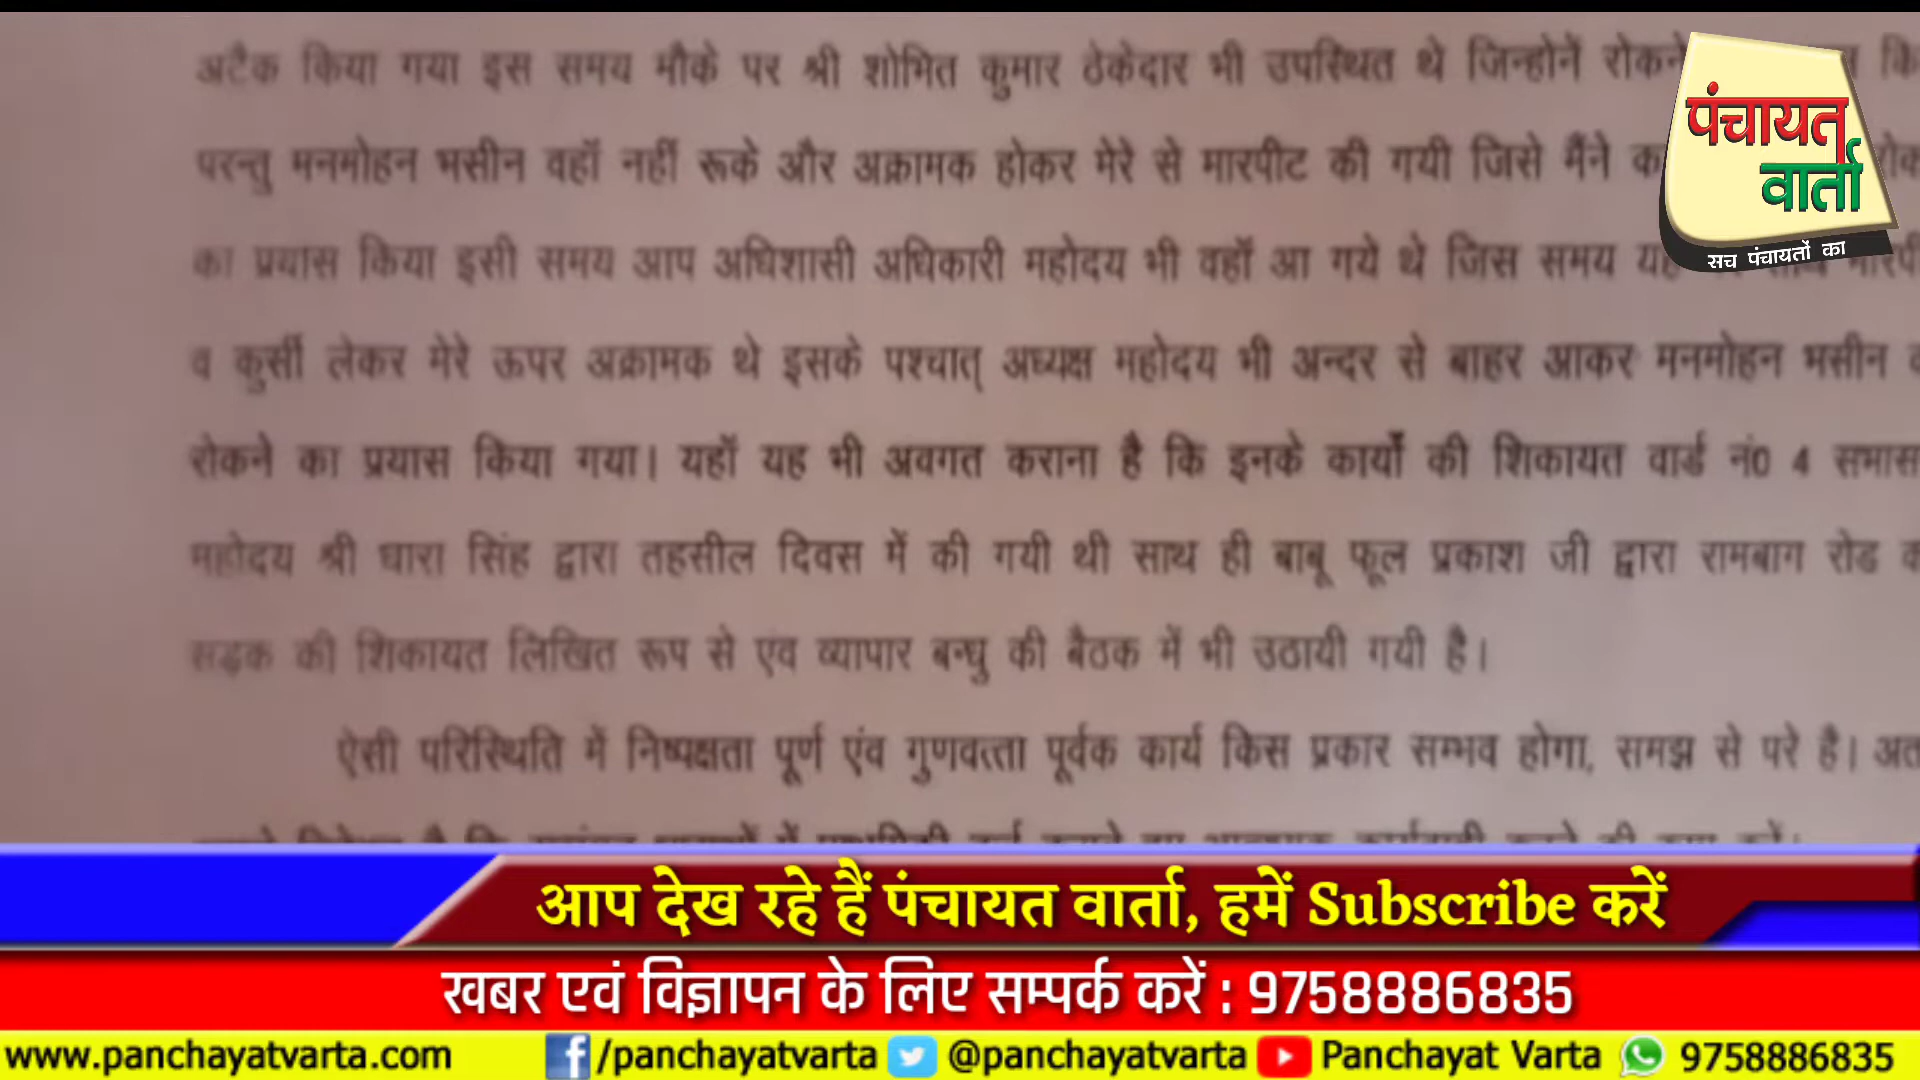 अटैक किया गया इस समय मौके पर श्री शोभित कुमार ठेकेदार भी उपस्थित थे जिन्होनें रोकने
परन्तु मनमोहन भसीन वहॉ नहीं रूके और अक्रामक होकर मेरे से मारपीट की गयी जिसे मैंने
का प्रयास किया इसी समय आप अधिशासी अधिकारी महोदय भी वहॉ आ गये थे जिस समय
व कुर्सी लेकर मेरे ऊपर अक्रामक थे इसके पश्चात् अध्यक्ष महोदय भी अन्दर से बाहर आकर मनमोहन भसीन
रोकने का प्रयास किया गया। यहॉ यह भी अवगत कराना है कि इनके कार्यो की शिकायत वार्ड नं0 4
महोदय श्री धारा सिंह द्वारा तहसील दिवस में की गयी थी साथ ही बाबू फूल प्रकाश जी द्वारा रामबाग रोड
सड़क की शिकायत लिखित रूप से एंव व्यापार बन्धु की बैठक में भी उठायी गयी है।
ऐसी परिस्थिति में निष्पक्षता पूर्ण एंव गुणवत्ता पूर्वक कार्य किस प्रकार सम्भव होगा, समझ से परे है।
पंचायत
वार्ता
सच पंचायतों का
आप देख रहे हैं पंचायत वार्ता, हमें Subscribe करें
खबर एवं विज्ञापन के लिए सम्पर्क करें : 9758886835
www.panchayatvarta.com /panchayatvarta @panchayatvarta Panchayat Varta 9758886835